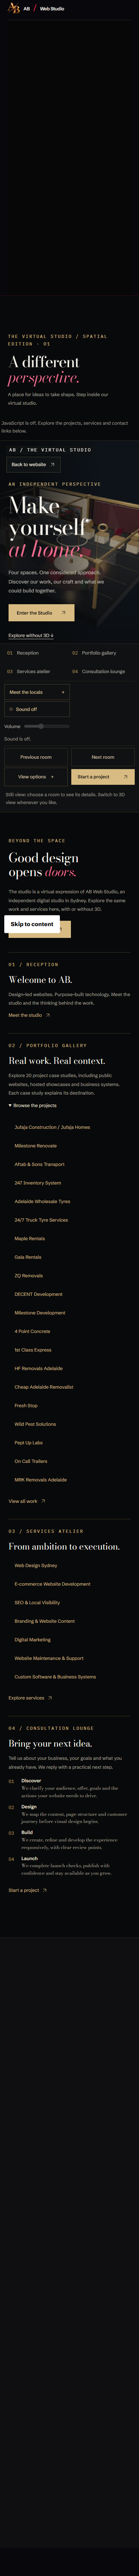 AB AB / Web Studio
THE VIRTUAL STUDIO / SPATIAL
EDITION · 01
A different
perspective.
A place for ideas to take shape. Step inside our
virtual studio.
JavaScript is off. Explore the projects, services and contact
links below.
AB / THE VIRTUAL STUDIO
Back to website ↗
AN INDEPENDENT PERSPECTIVE
Make
yourself
at home.
Four spaces. One considered approach.
Discover our work, our craft and what we
could build together.
Enter the Studio ↗
Explore without 3D ↓
01 Reception
02 Portfolio gallery
03 Services atelier
04 Consultation lounge
Meet the locals +
Sound off
Volume
Sound is off.
Previous room
Next room
View options +
Start a project ↗
Still view: choose a room to see its details. Switch to 3D
view whenever you like.
BEYOND THE SPACE
Good design
opens doors.
The studio is a virtual expression of AB Web Studio, an
independent digital studio in Sydney. Explore the same
work and services here, with or without 3D.
Skip to content
01 / RECEPTION
Welcome to AB.
Design-led websites. Purpose-built technology. Meet the
studio and the thinking behind the work.
Meet the studio ↗
02 / PORTFOLIO GALLERY
Real work. Real context.
Explore 20 project case studies, including public
websites, hosted showcases and business systems.
Each case study explains its destination.
▼ Browse the projects
Jufaja Construction / Jufaja Homes
Milestone Renovate
Aftab & Sons Transport
247 Inventory System
Adelaide Wholesale Tyres
24/7 Truck Tyre Services
Maple Rentals
Gala Rentals
ZQ Removals
DECENT Development
Milestone Development
4 Point Concrete
1st Class Express
HF Removals Adelaide
Cheap Adelaide Removalist
Fresh Stop
Wild Pest Solutions
Pept Up Labs
On Call Trailers
MRK Removals Adelaide
View all work ↗
03 / SERVICES ATELIER
From ambition to execution.
Web Design Sydney
E-commerce Website Development
SEO & Local Visibility
Branding & Website Content
Digital Marketing
Website Maintenance & Support
Custom Software & Business Systems
Explore services ↗
04 / CONSULTATION LOUNGE
Bring your next idea.
Tell us about your business, your goals and what you
already have. We reply with a practical next step.
01 Discover
We clarify your audience, offer, goals and the
actions your website needs to drive.
02 Design
We map the content, page structure and customer
journey before visual design begins.
03 Build
We create, refine and develop the experience
responsively, with clear review points.
04 Launch
We complete launch checks, publish with
confidence and stay available as you grow.
Start a project ↗